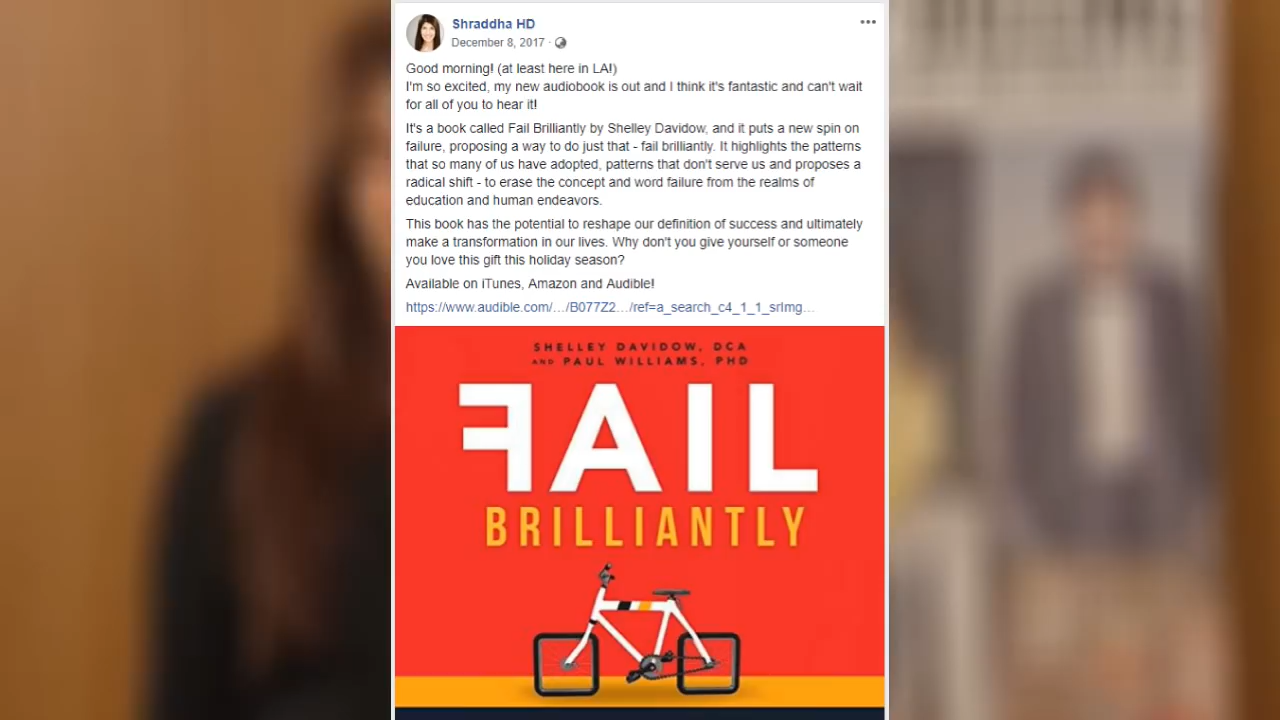 Shraddha HD
December 8, 2017 ·
Good morning! (at least here in LA!)
I'm so excited, my new audiobook is out and I think it's fantastic and can't wait
for all of you to hear it!
It's a book called Fail Brilliantly by Shelley Davidow, and it puts a new spin on
failure, proposing a way to do just that - fail brilliantly. It highlights the patterns
that so many of us have adopted, patterns that don't serve us and proposes a
radical shift - to erase the concept and word failure from the realms of
education and human endeavors.
This book has the potential to reshape our definition of success and ultimately
make a transformation in our lives. Why don't you give yourself or someone
you love this gift this holiday season?
Available on iTunes, Amazon and Audible!
https://www.audible.com/…/B077Z2…/ref=a_search_c4_1_1_srImg…
SHELLEY DAVIDOW, DCA
AND PAUL WILLIAMS, PHD
FAIL
BRILLIANTLY